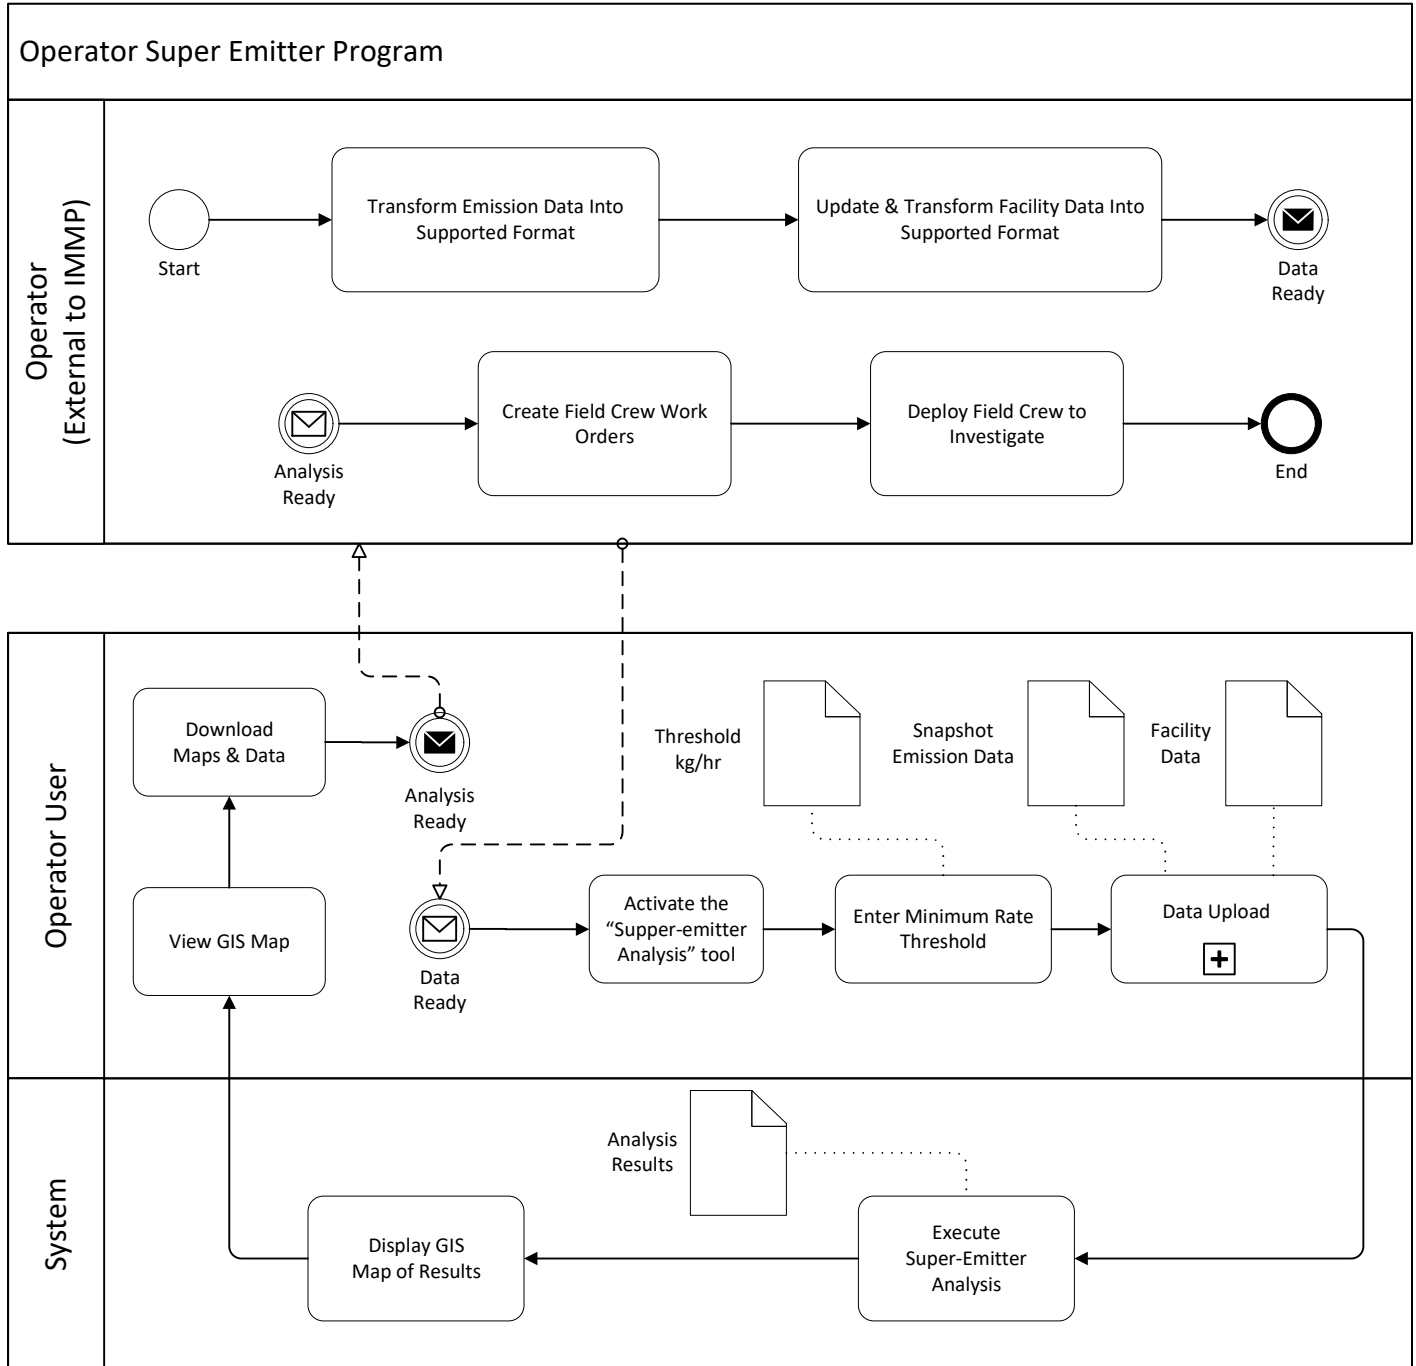 Operator Super Emitter Program
Operator
(External to IMMP)
Start
Transform Emission Data Into
Supported Format
Update & Transform Facility Data Into
Supported Format
Data
Ready
Analysis
Ready
Create Field Crew Work
Orders
Deploy Field Crew to
Investigate
End
Operator User
Download
Maps & Data
Analysis
Ready
Threshold
kg/hr
Snapshot
Emission Data
Facility
Data
View GIS Map
Data
Ready
Activate the
“Supper-emitter
Analysis” tool
Enter Minimum Rate
Threshold
Data Upload
System
Analysis
Results
Display GIS
Map of Results
Execute
Super-Emitter
Analysis